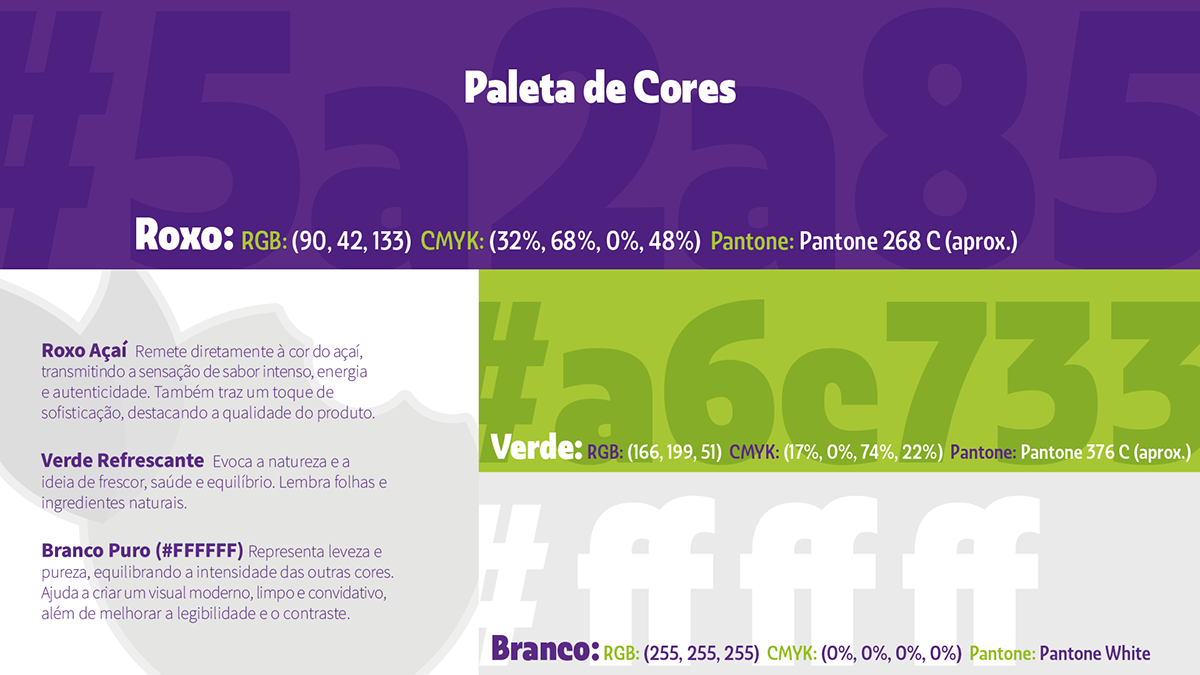 #5a2a85
Paleta de Cores
Roxo: RGB: (90, 42, 133) CMYK: (32%, 68%, 0%, 48%) Pantone: Pantone 268 C (aprox.)
Roxo Açaí Remete diretamente à cor do açaí,
transmitindo a sensação de sabor intenso, energia
e autenticidade. Também traz um toque de
sofisticação, destacando a qualidade do produto.
Verde Refrescante Evoca a natureza e a
ideia de frescor, saúde e equilíbrio. Lembra folhas e
ingredientes naturais.
Branco Puro (#FFFFFF) Representa leveza e
pureza, equilibrando a intensidade das outras cores.
Ajuda a criar um visual moderno, limpo e convidativo,
além de melhorar a legibilidade e o contraste.
#a6c733
Verde: RGB: (166, 199, 51) CMYK: (17%, 0%, 74%, 22%) Pantone: Pantone 376 C (aprox.)
#ffffff
Branco: RGB: (255, 255, 255) CMYK: (0%, 0%, 0%, 0%) Pantone: Pantone White